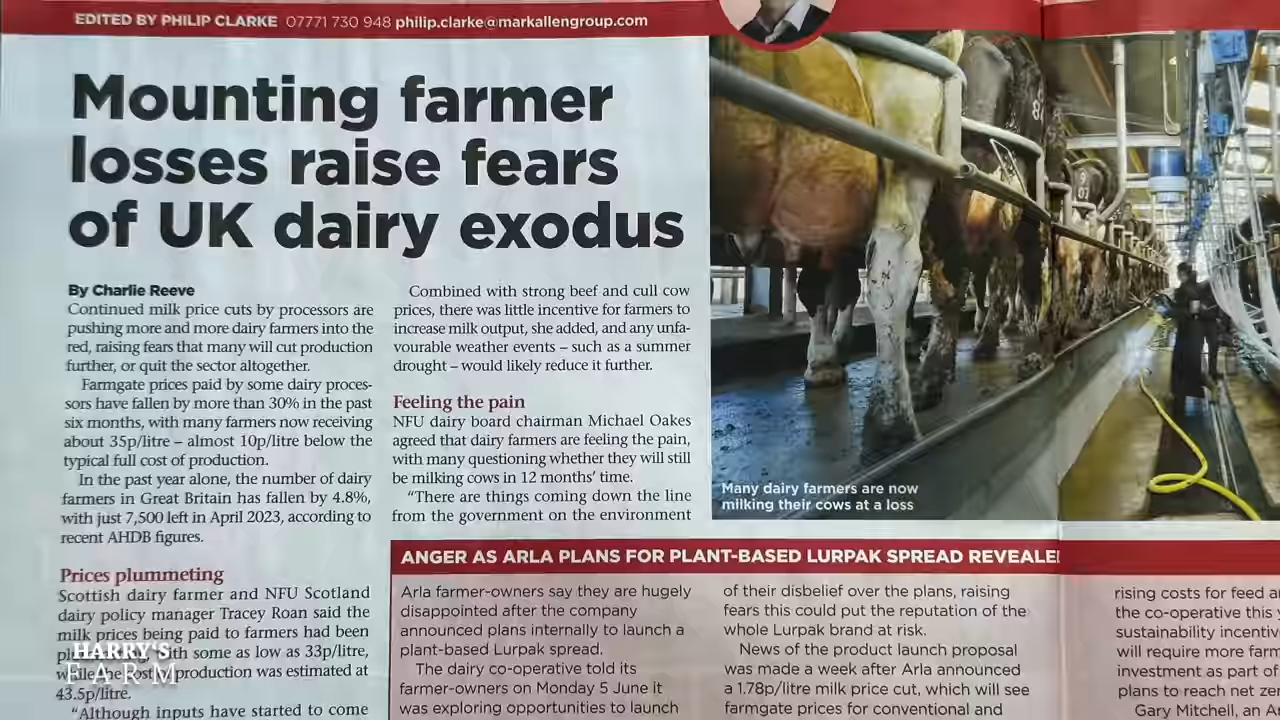 EDITED BY PHILIP CLARKE 07771 730 948 philip.clarke@markallengroup.com
Mounting farmer
losses raise fears
of UK dairy exodus
By Charlie Reeve
Continued milk price cuts by processors are
pushing more and more dairy farmers into the
red, raising fears that many will cut production
further, or quit the sector altogether.
Farmgate prices paid by some dairy proces-
sors have fallen by more than 30% in the past
six months, with many farmers now receiving
about 35p/litre – almost 10p/litre below the
typical full cost of production.
In the past year alone, the number of dairy
farmers in Great Britain has fallen by 4.8%,
with just 7,500 left in April 2023, according to
recent AHDB figures.
Prices plummeting
Scottish dairy farmer and NFU Scotland
dairy policy manager Tracey Roan said the
milk prices being paid to farmers had been
with some as low as 33p/litre,
while the production was estimated at
43.5p/litre.
"Although inputs have started to come
Combined with strong beef and cull cow
prices, there was little incentive for farmers to
increase milk output, she added, and any unfa-
vourable weather events – such as a summer
drought – would likely reduce it further.
Feeling the pain
NFU dairy board chairman Michael Oakes
agreed that dairy farmers are feeling the pain,
with many questioning whether they will still
be milking cows in 12 months' time.
"There are things coming down the line
from the government on the environment
Many dairy farmers are now
milking their cows at a loss
ANGER AS ARLA PLANS FOR PLANT-BASED LURPAK SPREAD REVEALE
Arla farmer-owners say they are hugely
disappointed after the company
announced plans internally to launch a
plant-based Lurpak spread.
The dairy co-operative told its
farmer-owners on Monday 5 June it
was exploring opportunities to launch
of their disbelief over the plans, raising
fears this could put the reputation of the
whole Lurpak brand at risk.
News of the product launch proposal
was made a week after Arla announced
a 1.78p/litre milk price cut, which will see
farmgate prices for conventional and
rising costs for feed
the co-operative this
sustainability
will require more
investment as part of
plans to reach net
Gary Mitchell, an
HARRY'S
FARM